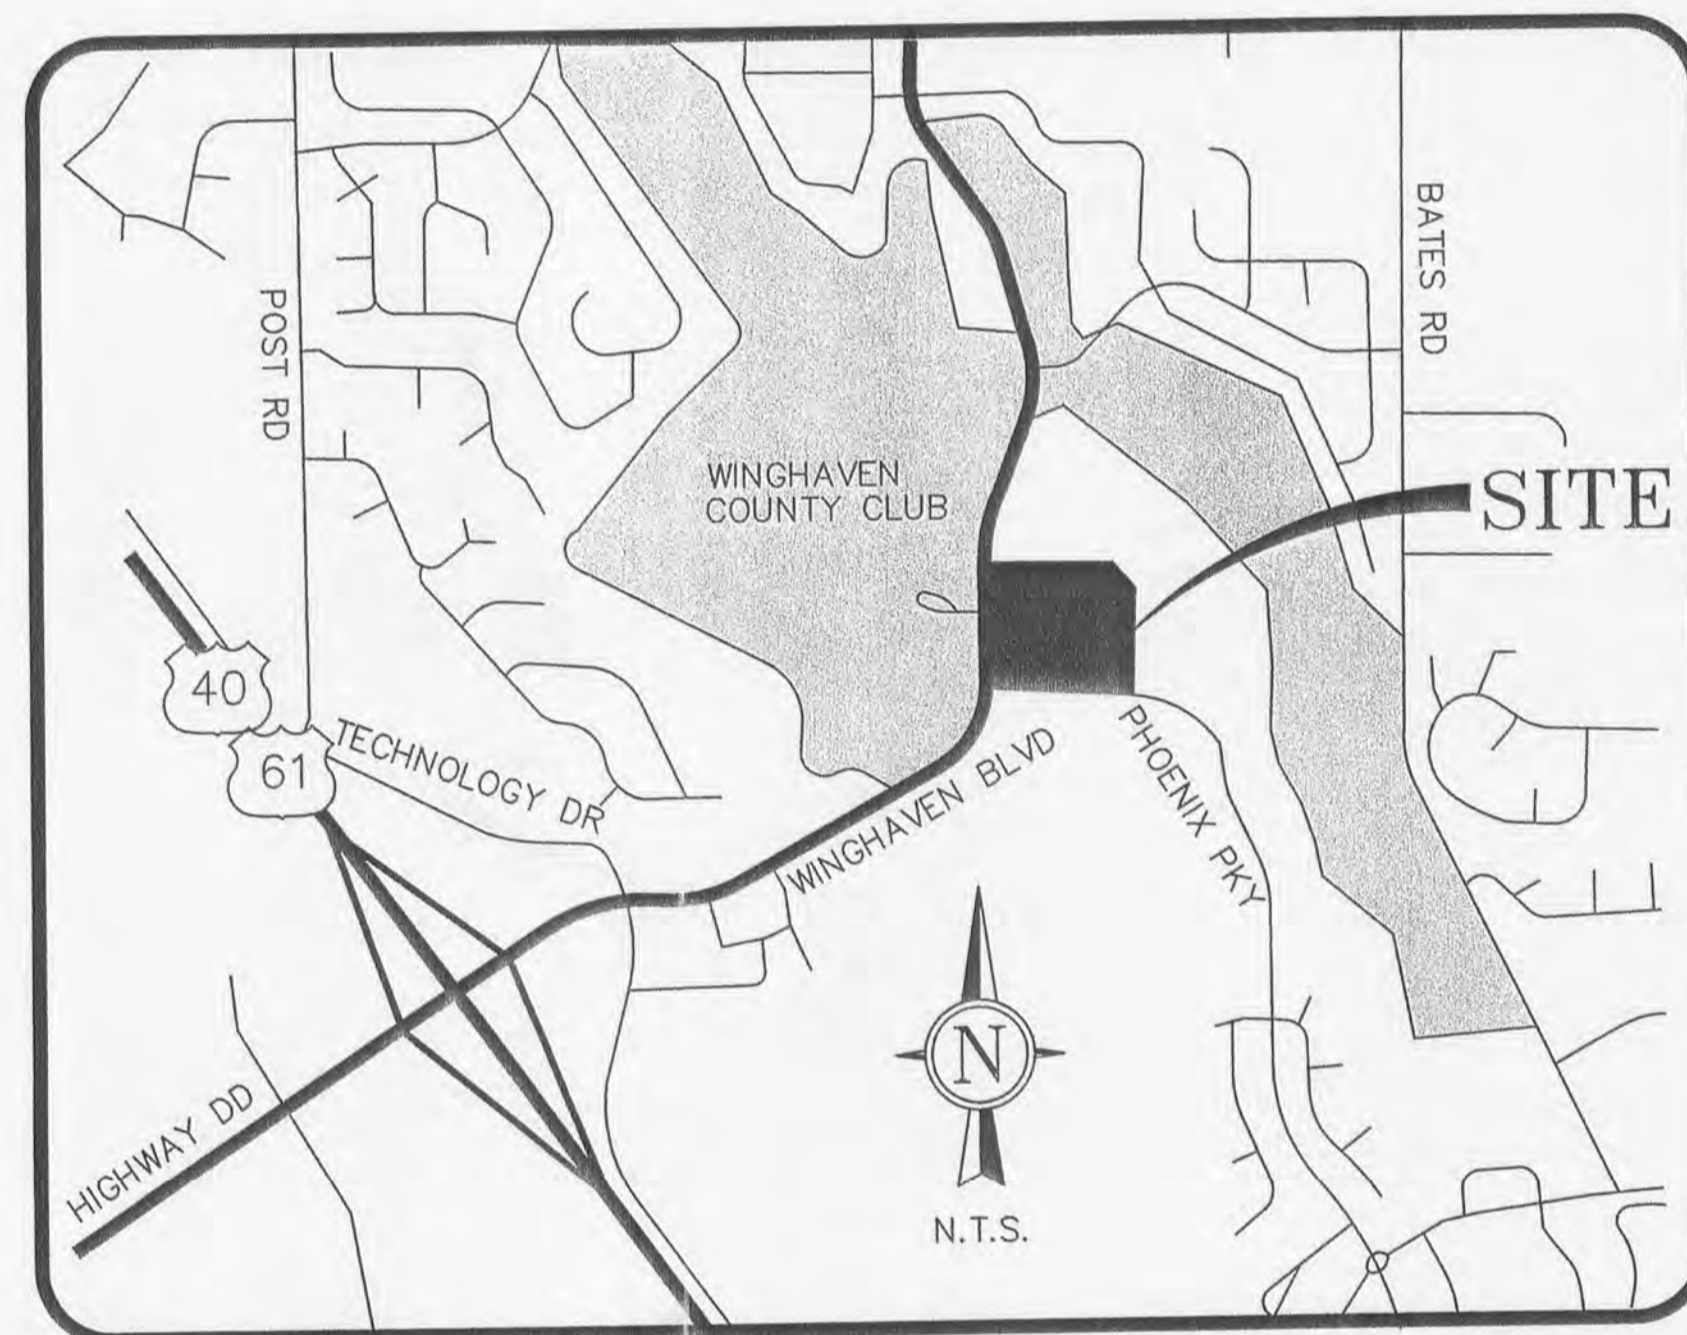 BATES RD
POST RD
WINGHAVEN
COUNTY CLUB
SITE
40
61
TECHNOLOGY DR
WINGHAVEN BLVD
PHOENIX PKY
N
HIGHWAY DD
N.T.S.